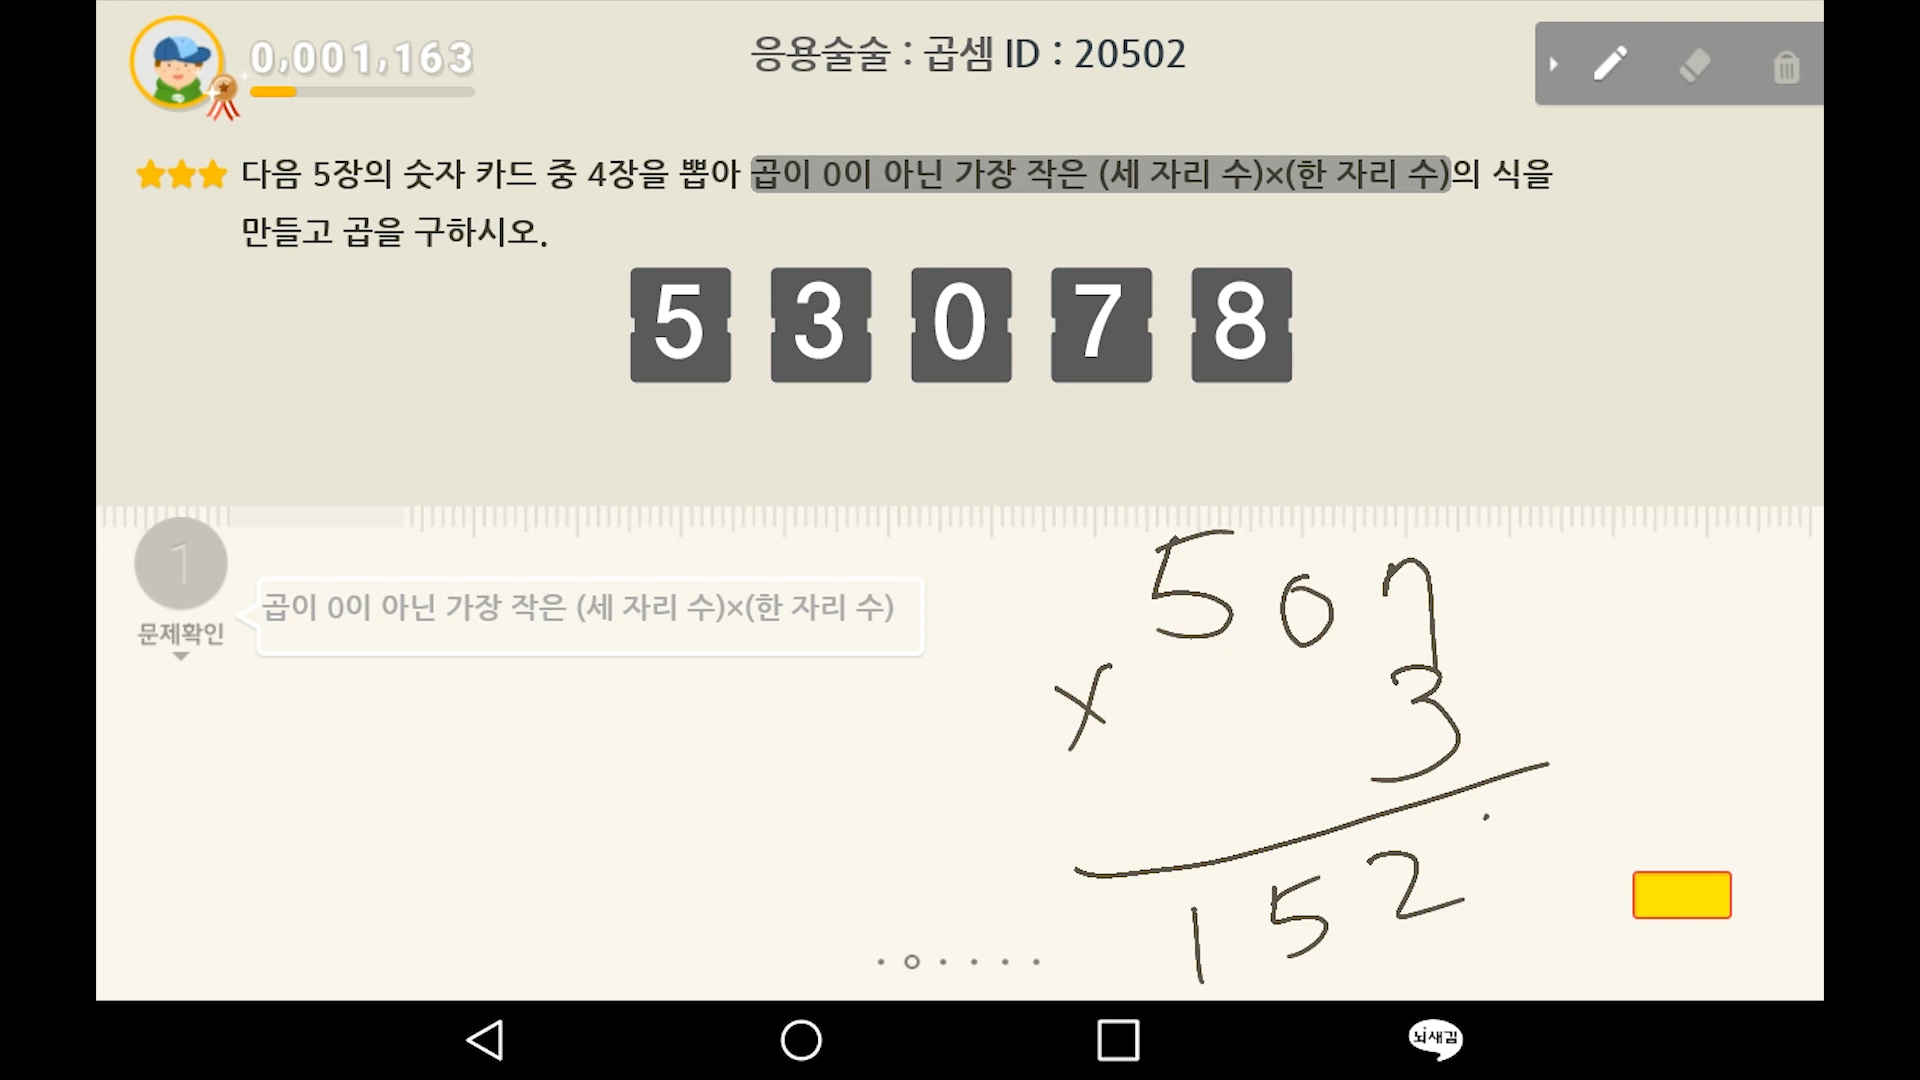 0,001,163
응용술술 : 곱셈 ID : 20502
다음 5장의 숫자 카드 중 4장을 뽑아 곱이 0이 아닌 가장 작은 (세 자리 수)×(한 자리 수)의 식을
만들고 곱을 구하시오.
5 3 0 7 8
1
문제확인
곱이 0이 아닌 가장 작은 (세 자리 수)×(한 자리 수)
507
× 3
152
뇌새김